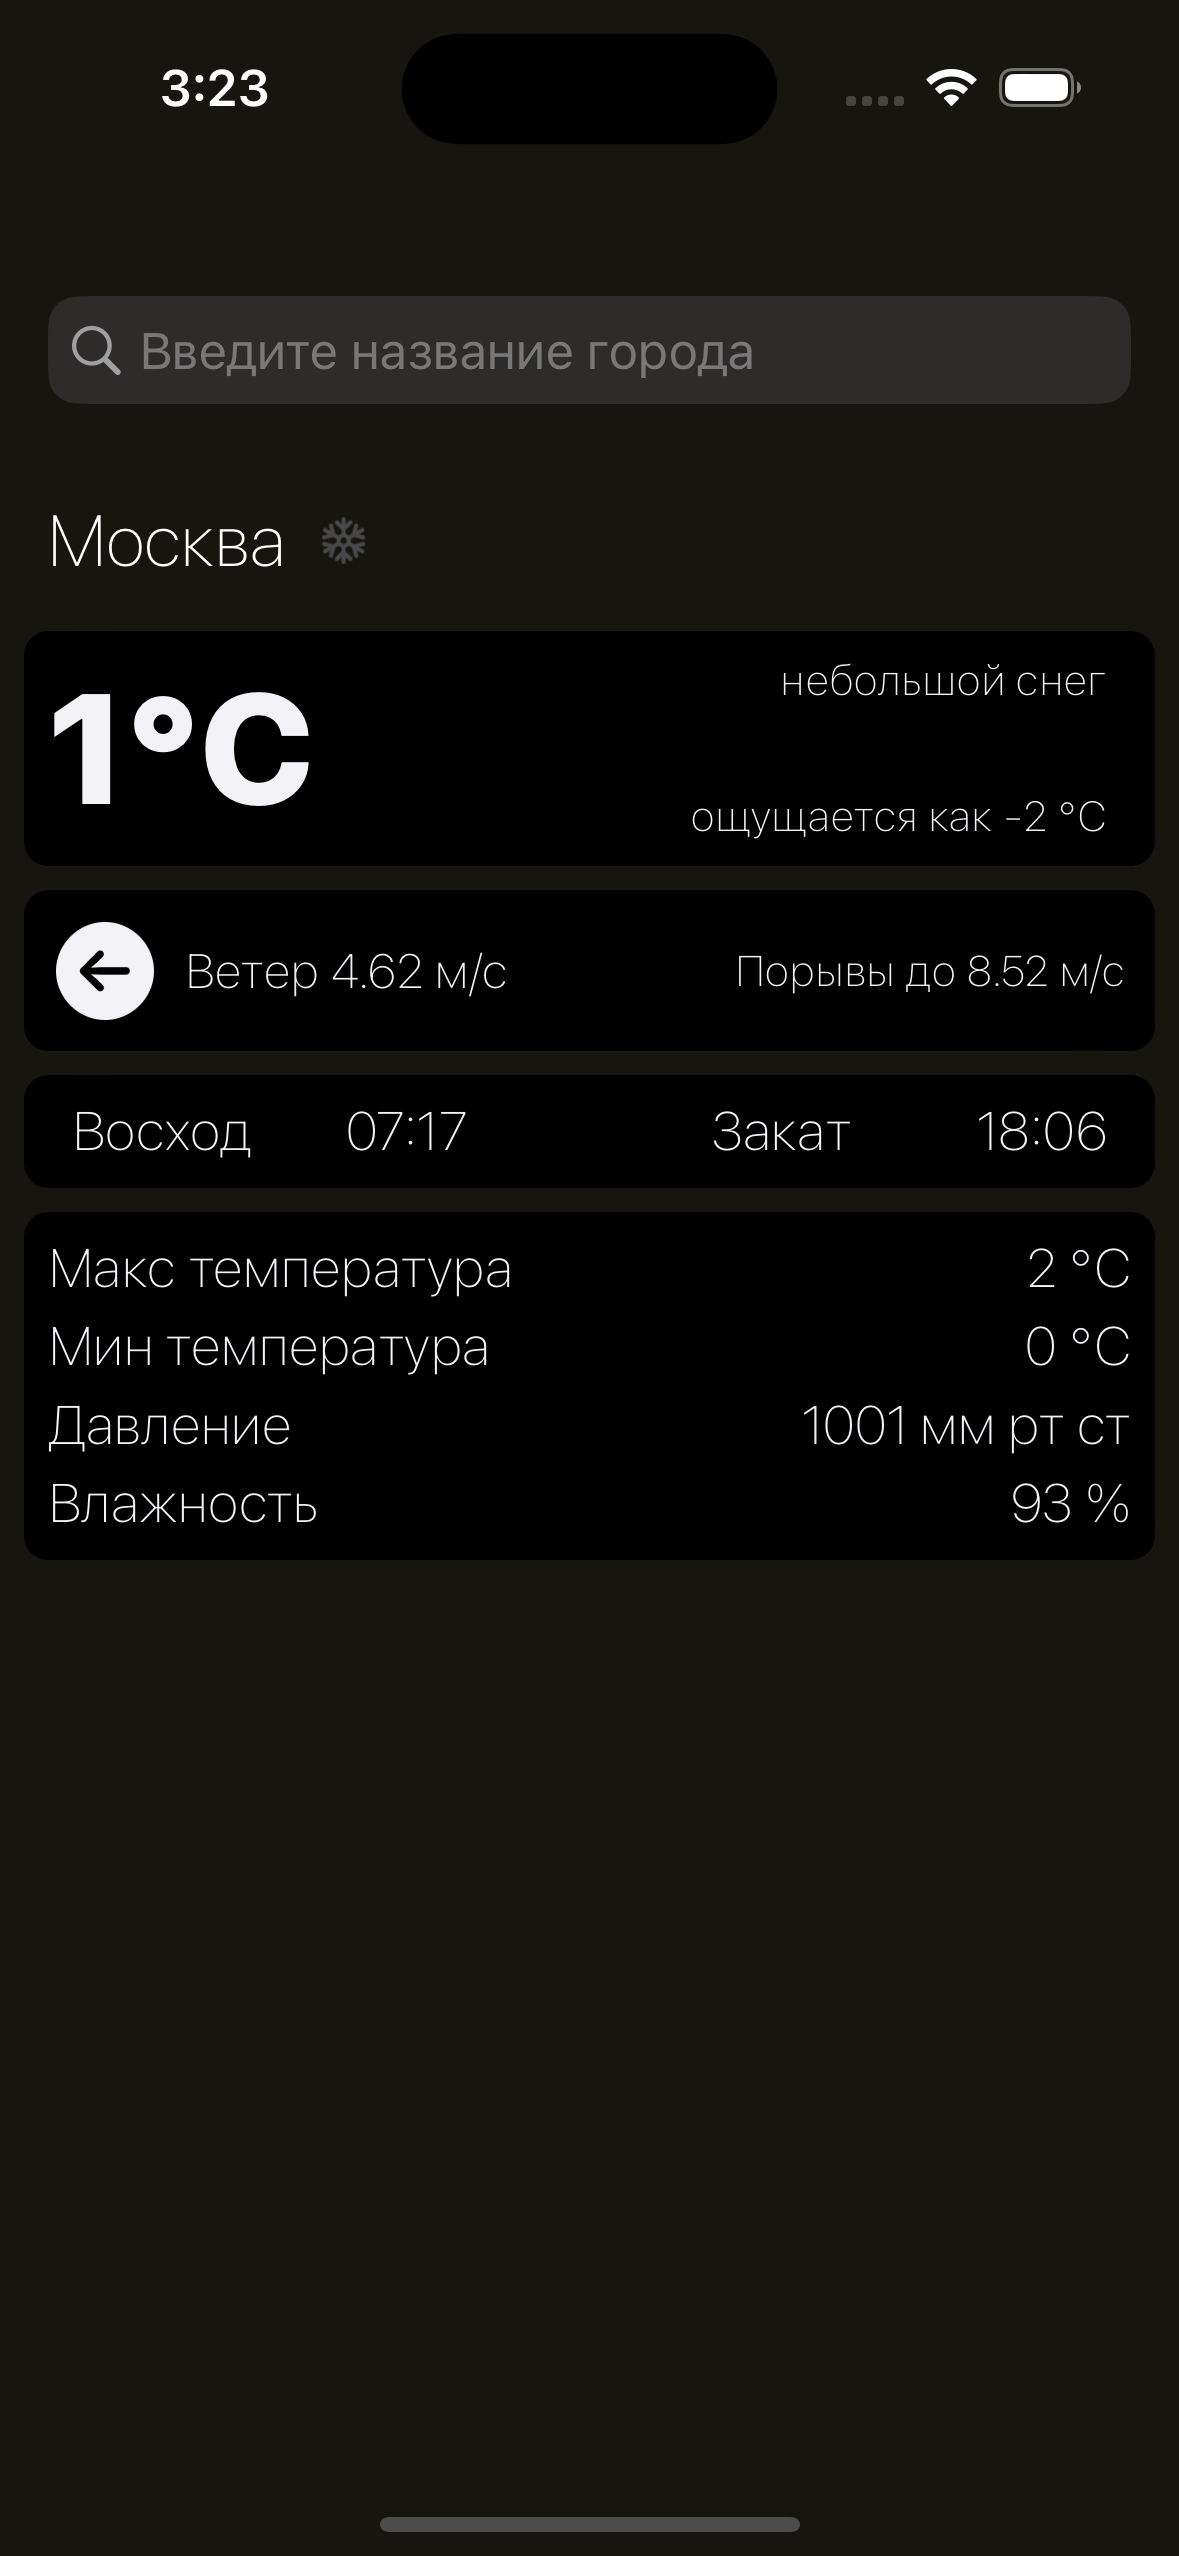 3:23
Введите название города
Москва
1°C
небольшой снег
ощущается как -2 °C
Ветер 4.62 м/с
Порывы до 8.52 м/с
Восход 07:17 Закат 18:06
Макс температура 2 °C
Мин температура 0 °C
Давление 1001 мм рт ст
Влажность 93 %